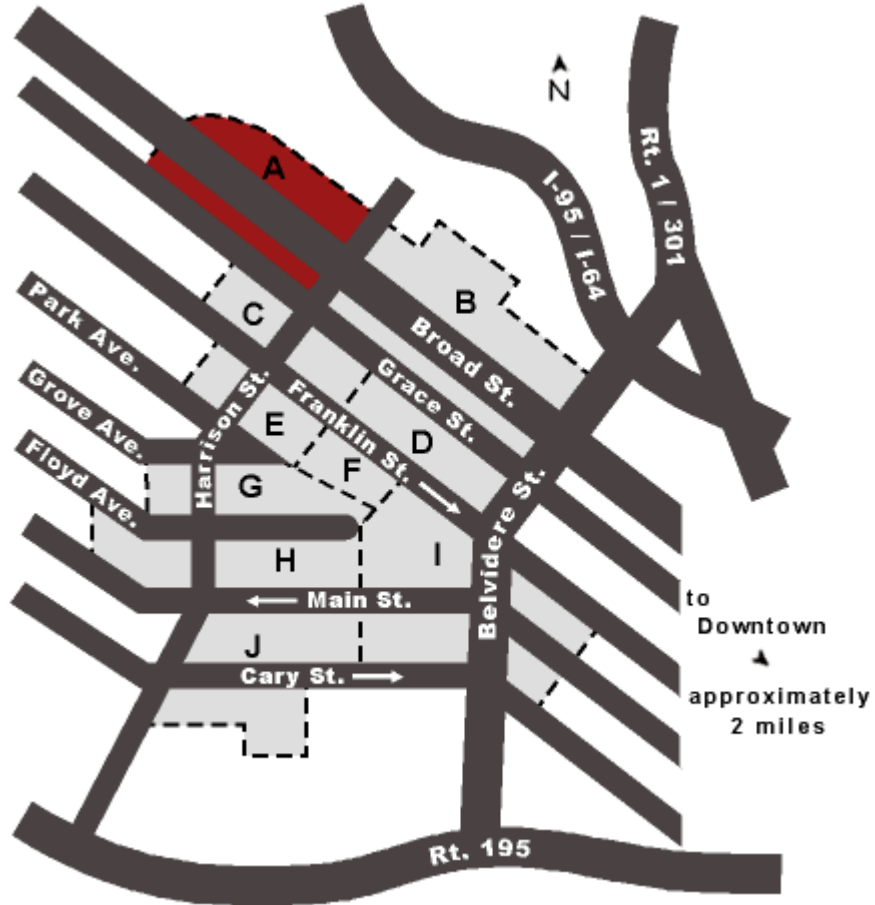 N
Rt. 1 / 301
I-95 / I-64
A
B
C
Broad St.
Park Ave.
Grace St.
Harrison St.
Franklin St.
Grove Ave.
E
D
F
Floyd Ave.
G
Belvidere St.
H
I
Main St.
to
Downtown
J
Cary St.
approximately
2 miles
Rt. 195